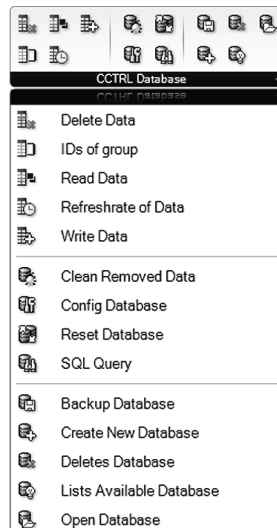 CCTRL Database
CCTRL Database
Delete Data
IDs of group
Read Data
Refreshrate of Data
Write Data
Clean Removed Data
Config Database
Reset Database
SQL Query
Backup Database
Create New Database
Deletes Database
Lists Available Database
Open Database